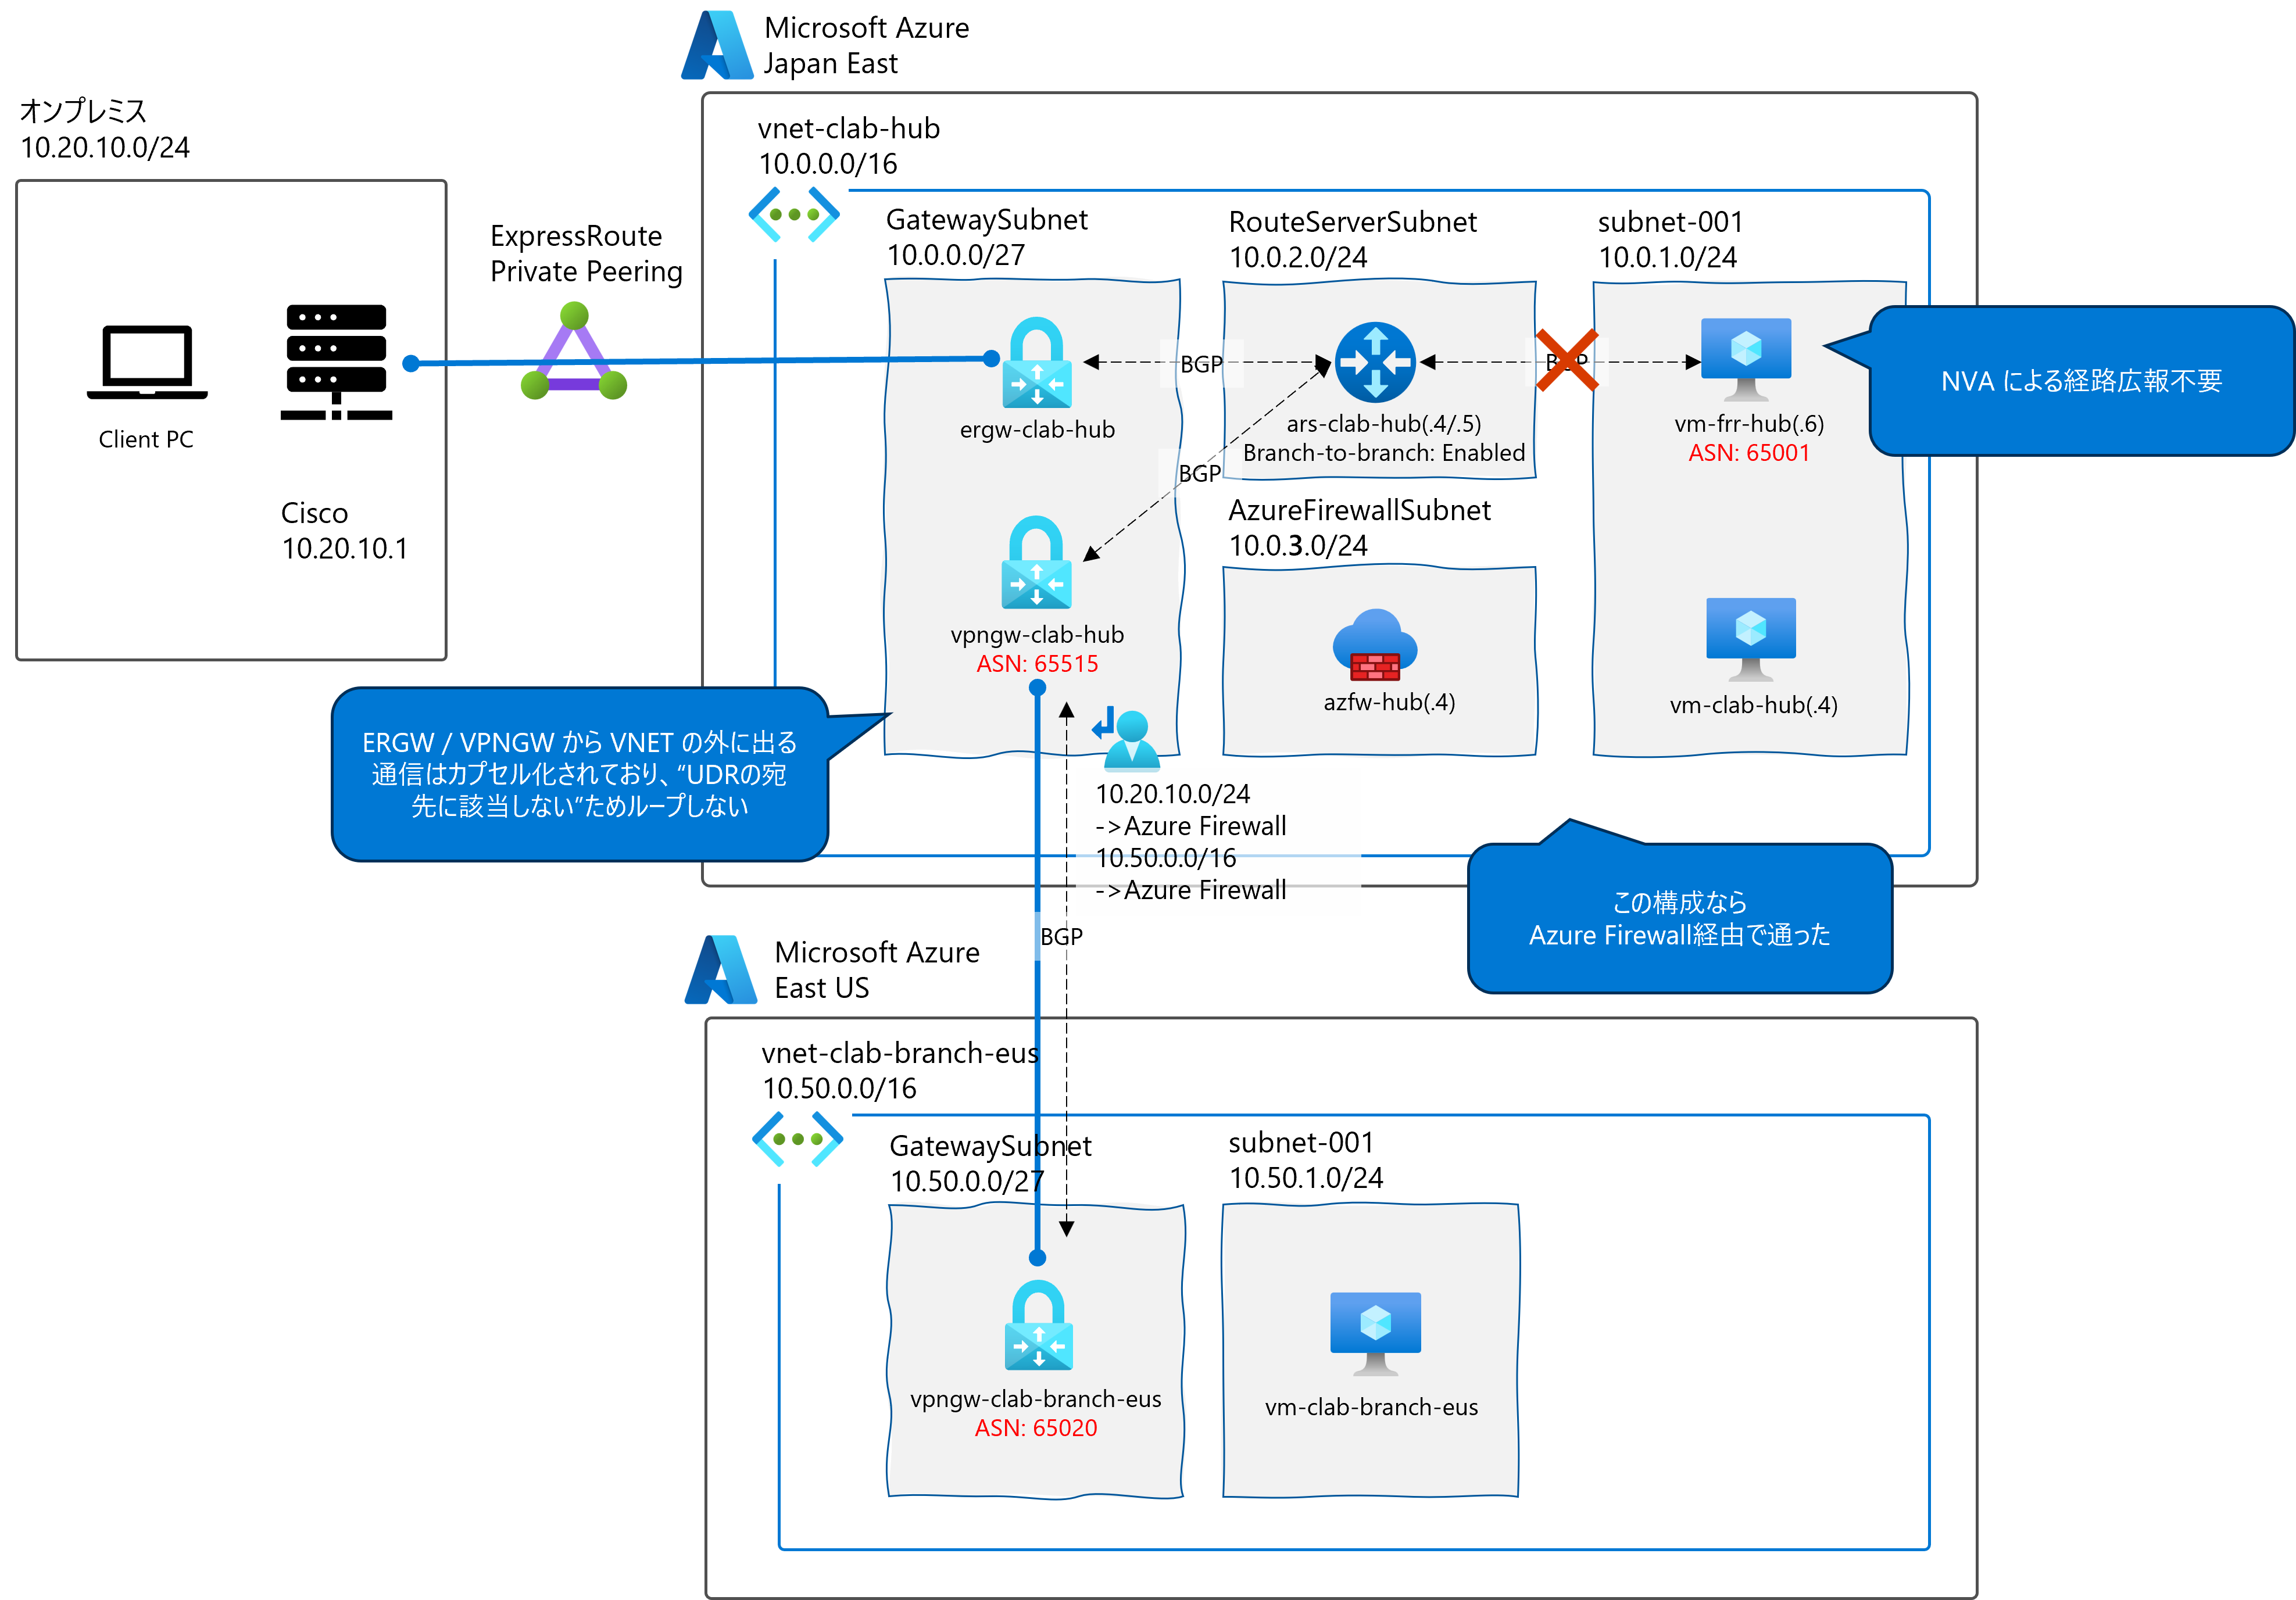 Microsoft Azure
Japan East
オンプレミス
10.20.10.0/24
Client PC
Cisco
10.20.10.1
ExpressRoute
Private Peering
vnet-clab-hub
10.0.0.0/16
GatewaySubnet
10.0.0.0/27
ergw-clab-hub
vpngw-clab-hub
ASN: 65515
BGP
BGP
RouteServerSubnet
10.0.2.0/24
ars-clab-hub(.4/.5)
Branch-to-branch: Enabled
BGP
subnet-001
10.0.1.0/24
vm-frr-hub(.6)
ASN: 65001
NVA による経路広報不要
AzureFirewallSubnet
10.0.3.0/24
azfw-hub(.4)
vm-clab-hub(.4)
ERGW / VPNGW から VNET の外に出る
通信はカプセル化されており、“UDRの宛
先に該当しない”ためループしない
10.20.10.0/24
->Azure Firewall
10.50.0.0/16
->Azure Firewall
この構成なら
Azure Firewall経由で通った
BGP
Microsoft Azure
East US
vnet-clab-branch-eus
10.50.0.0/16
GatewaySubnet
10.50.0.0/27
vpngw-clab-branch-eus
ASN: 65020
subnet-001
10.50.1.0/24
vm-clab-branch-eus